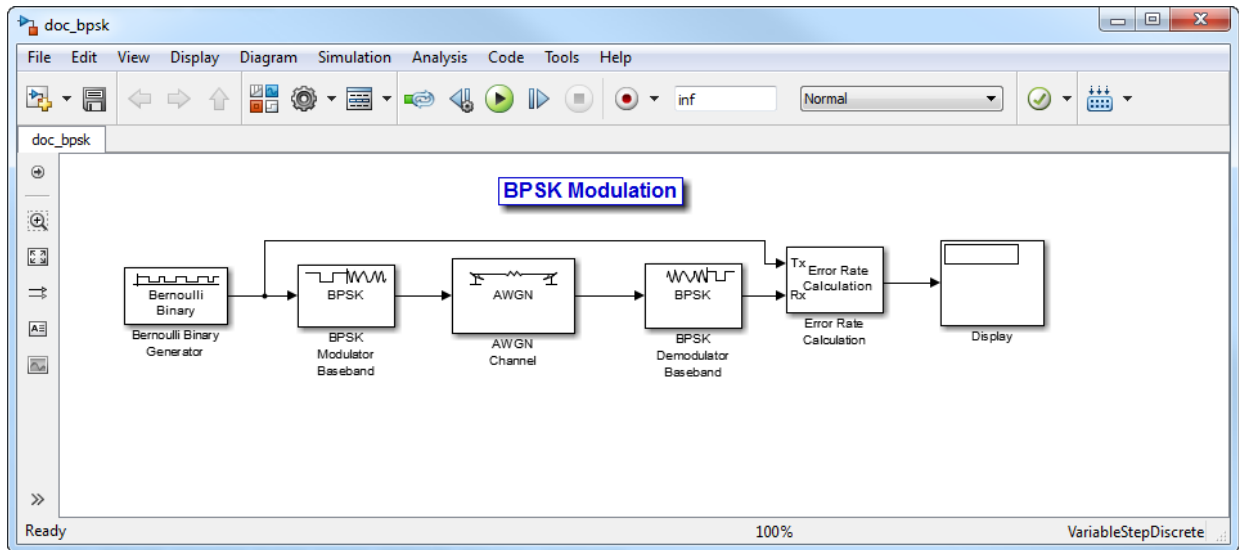 doc_bpsk
File Edit View Display Diagram Simulation Analysis Code Tools Help
inf
Normal
doc_bpsk
BPSK Modulation
Bernoulli
Binary
Bernoulli Binary
Generator
BPSK
BPSK
Modulator
Baseband
AWGN
AWGN
Channel
BPSK
BPSK
Demodulator
Baseband
Tx
Rx
Error Rate
Calculation
Error Rate
Calculation
Display
Ready
100%
VariableStepDiscrete